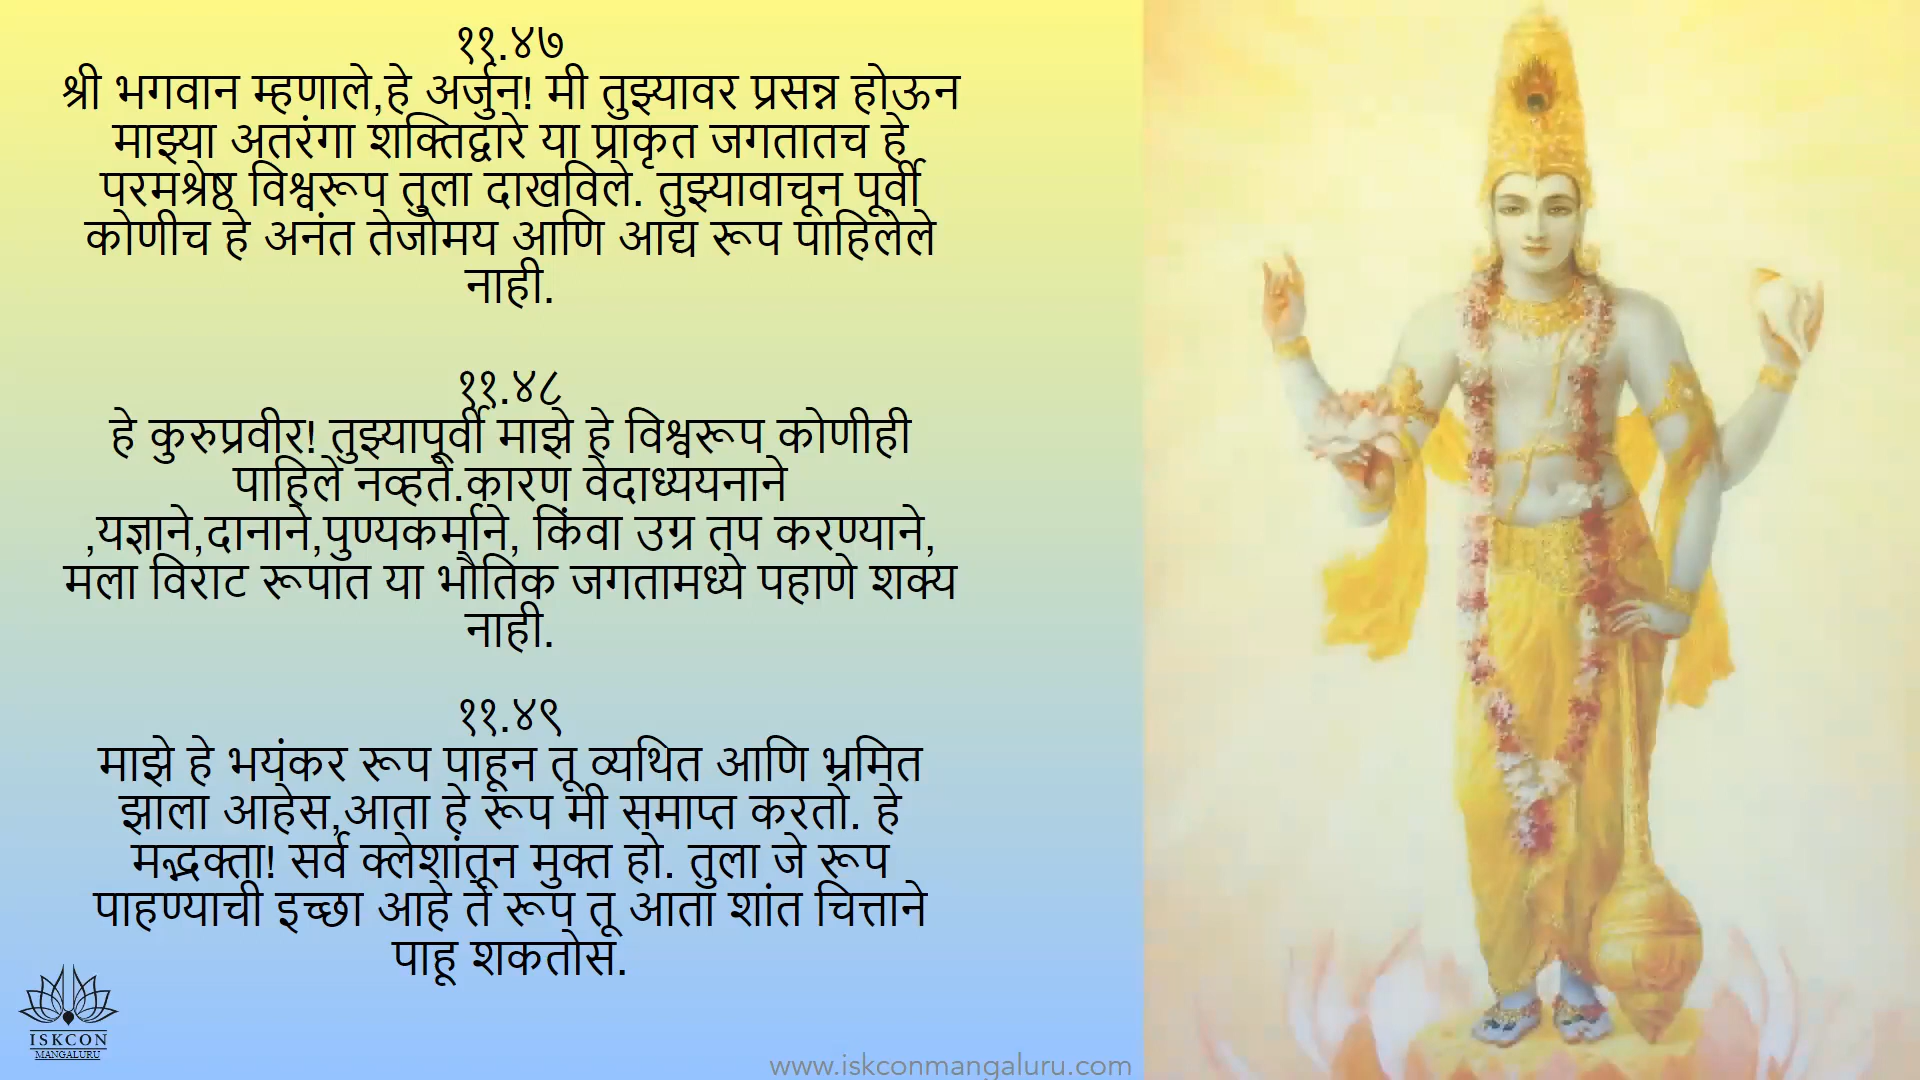 ११.४७
श्री भगवान म्हणाले,हे अर्जुन! मी तुझ्यावर प्रसन्न होऊन
माझ्या अतरंगा शक्तिद्वारे या प्राकृत जगतातच हे
परमश्रेष्ठ विश्वरूप तुला दाखविले. तुझ्यावाचून पूर्वी
कोणीच हे अनंत तेजोमय आणि आद्य रूप पाहिलेले
नाही.
११.४८
हे कुरुप्रवीर! तुझ्यापूर्वी माझे हे विश्वरूप कोणीही
पाहिले नव्हते.कारण वेदाध्ययनाने
,यज्ञाने,दानाने,पुण्यकर्माने, किंवा उग्र तप करण्याने,
मला विराट रूपात या भौतिक जगतामध्ये पहाणे शक्य
नाही.
११.४९
माझे हे भयंकर रूप पाहून तू व्यथित आणि भ्रमित
झाला आहेस,आता हे रूप मी समाप्त करतो. हे
मद्भक्ता! सर्व क्लेशांतून मुक्त हो. तुला जे रूप
पाहण्याची इच्छा आहे ते रूप तू आता शांत चित्ताने
पाहू शकतोस.
ISKCON
MANGALURU
www.iskconmangaluru.com